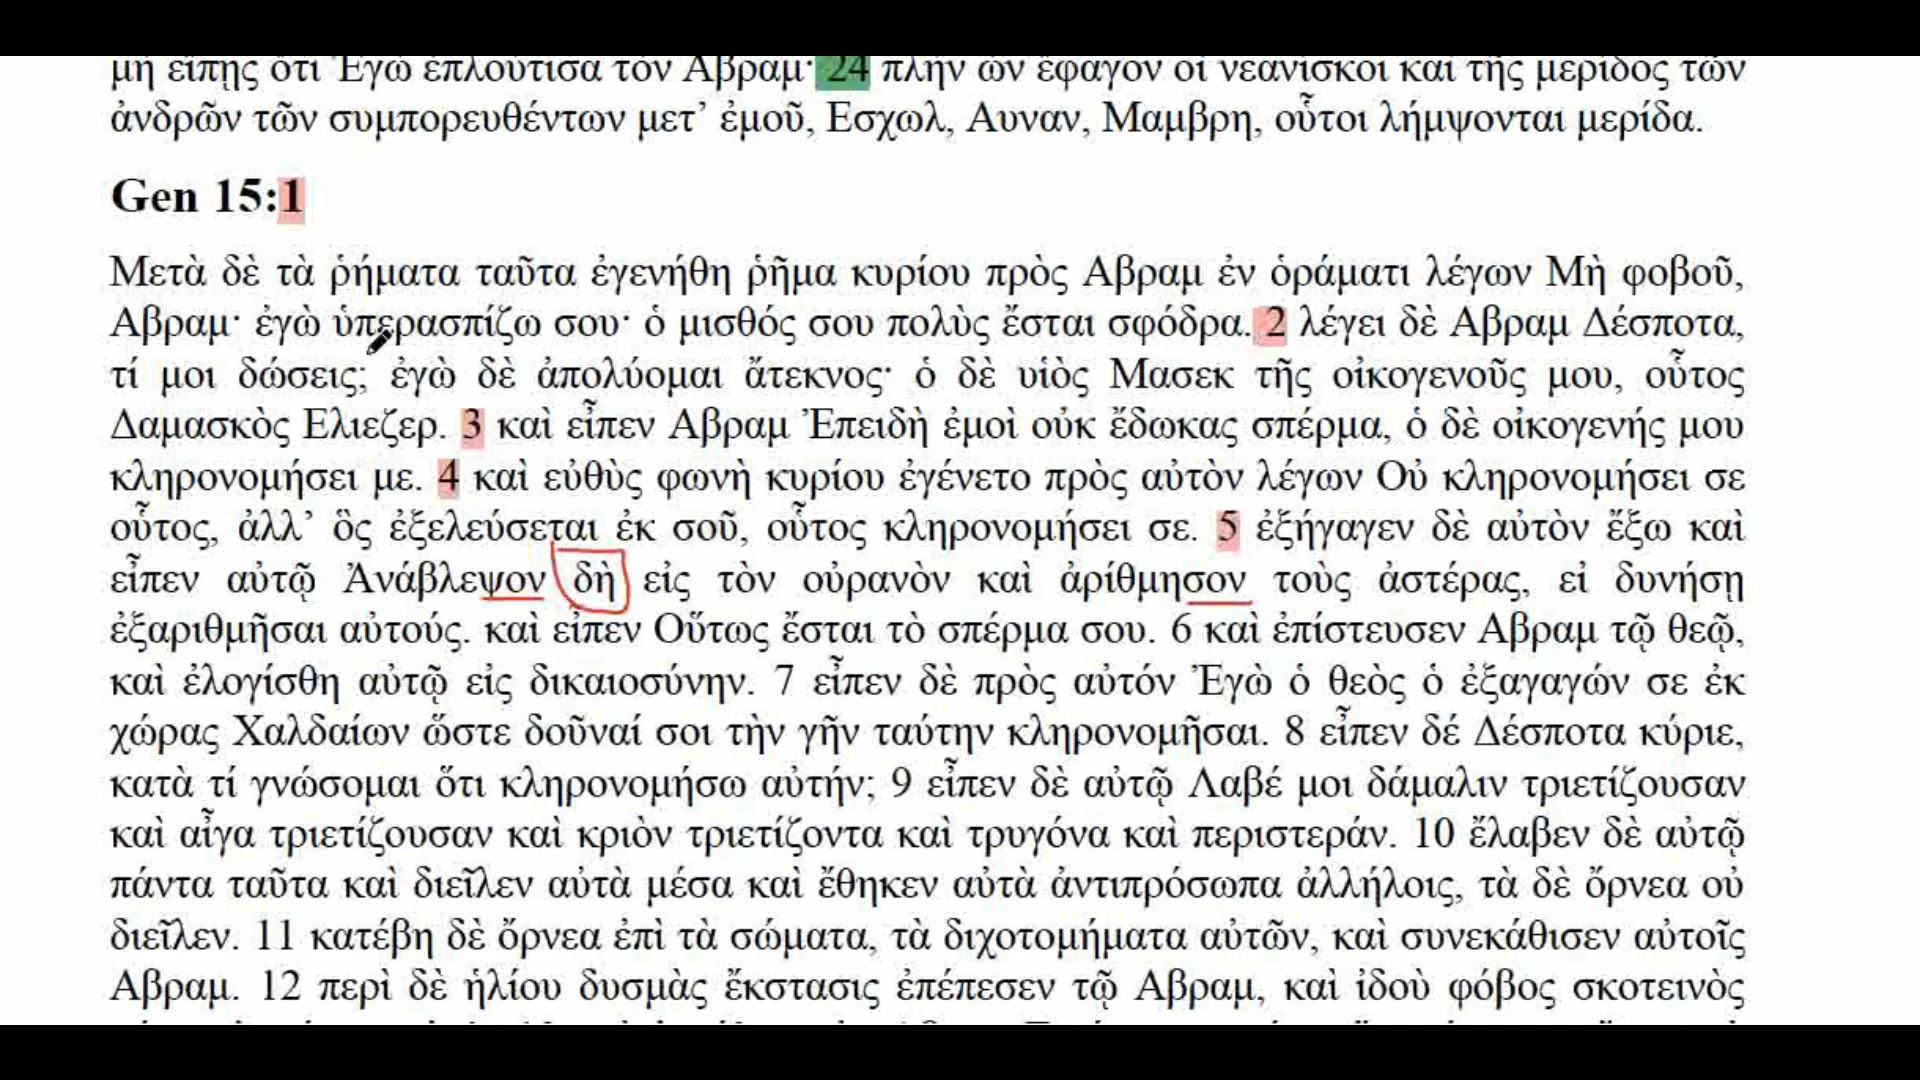 μὴ εἴπῃς ὅτι Ἐγὼ ἐπλούτισα τὸν Αβραμ· 24 πλὴν ὧν ἔφαγον οἱ νεανίσκοι καὶ τῆς μερίδος τῶν
ἀνδρῶν τῶν συμπορευθέντων μετ’ ἐμοῦ, Εσχωλ, Αυναν, Μαμβρη, οὗτοι λήμψονται μερίδα.
Gen 15:1
Μετὰ δὲ τὰ ῥήματα ταῦτα ἐγενήθη ῥῆμα κυρίου πρὸς Αβραμ ἐν ὁράματι λέγων Μὴ φοβοῦ,
Αβραμ· ἐγὼ ὑπερασπίζω σου· ὁ μισθός σου πολὺς ἔσται σφόδρα. 2 λέγει δὲ Αβραμ Δέσποτα,
τί μοι δώσεις; ἐγὼ δὲ ἀπολύομαι ἄτεκνος· ὁ δὲ υἱὸς Μασεκ τῆς οἰκογενοῦς μου, οὗτος
Δαμασκὸς Ελιεζερ. 3 καὶ εἶπεν Αβραμ Ἐπειδὴ ἐμοὶ οὐκ ἔδωκας σπέρμα, ὁ δὲ οἰκογενής μου
κληρονομήσει με. 4 καὶ εὐθὺς φωνὴ κυρίου ἐγένετο πρὸς αὐτὸν λέγων Οὐ κληρονομήσει σε
οὗτος, ἀλλ’ ὃς ἐξελεύσεται ἐκ σοῦ, οὗτος κληρονομήσει σε. 5 ἐξήγαγεν δὲ αὐτὸν ἔξω καὶ
εἶπεν αὐτῷ Ἀνάβλεψον δὴ εἰς τὸν οὐρανὸν καὶ ἀρίθμησον τοὺς ἀστέρας, εἰ δυνήσῃ
ἐξαριθμῆσαι αὐτούς. καὶ εἶπεν Οὕτως ἔσται τὸ σπέρμα σου. 6 καὶ ἐπίστευσεν Αβραμ τῷ θεῷ,
καὶ ἐλογίσθη αὐτῷ εἰς δικαιοσύνην. 7 εἶπεν δὲ πρὸς αὐτόν Ἐγὼ ὁ θεὸς ὁ ἐξαγαγών σε ἐκ
χώρας Χαλδαίων ὥστε δοῦναί σοι τὴν γῆν ταύτην κληρονομῆσαι. 8 εἶπεν δέ Δέσποτα κύριε,
κατὰ τί γνώσομαι ὅτι κληρονομήσω αὐτήν; 9 εἶπεν δὲ αὐτῷ Λαβέ μοι δάμαλιν τριετίζουσαν
καὶ αἶγα τριετίζουσαν καὶ κριὸν τριετίζοντα καὶ τρυγόνα καὶ περιστεράν. 10 ἔλαβεν δὲ αὐτῷ
πάντα ταῦτα καὶ διεῖλεν αὐτὰ μέσα καὶ ἔθηκεν αὐτὰ ἀντιπρόσωπα ἀλλήλοις, τὰ δὲ ὄρνεα οὐ
διεῖλεν. 11 κατέβη δὲ ὄρνεα ἐπὶ τὰ σώματα, τὰ διχοτομήματα αὐτῶν, καὶ συνεκάθισεν αὐτοῖς
Αβραμ. 12 περὶ δὲ ἡλίου δυσμὰς ἔκστασις ἐπέπεσεν τῷ Αβραμ, καὶ ἰδοὺ φόβος σκοτεινὸς